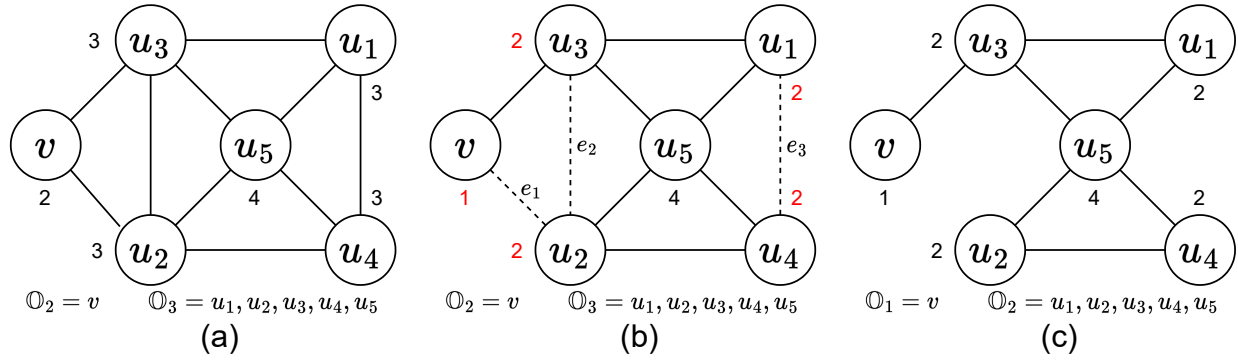 3 u₃ u₁ 3
v 2
u₅ 4
3 u₂ u₄ 3
𝕆₂ = v 𝕆₃ = u₁, u₂, u₃, u₄, u₅
(a)
2 u₃ u₁ 2
v 1
e₁ e₂ e₃
u₅ 4
2 u₂ u₄ 2
𝕆₂ = v 𝕆₃ = u₁, u₂, u₃, u₄, u₅
(b)
2 u₃ u₁ 2
v 1
u₅ 4
2 u₂ u₄ 2
𝕆₁ = v 𝕆₂ = u₁, u₂, u₃, u₄, u₅
(c)